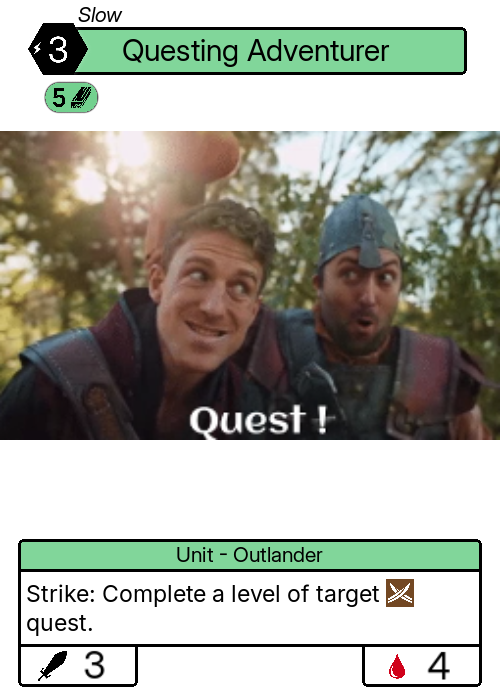 Slow
3
Questing Adventurer
5
Quest !
Unit - Outlander
Strike: Complete a level of target
quest.
3
4